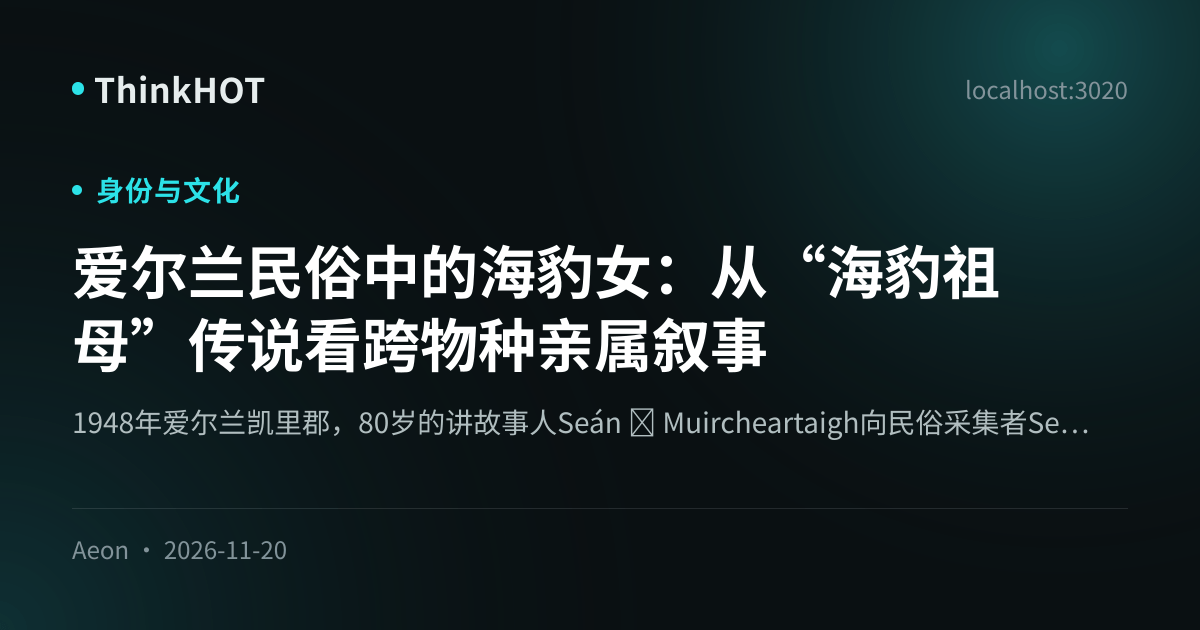 ThinkHOT
localhost:3020
身份与文化
爱尔兰民俗中的海豹女：从“海豹祖
母”传说看跨物种亲属叙事
1948年爱尔兰凯里郡，80岁的讲故事人Seán Muircheartaigh向民俗采集者Se…
Aeon · 2026-11-20